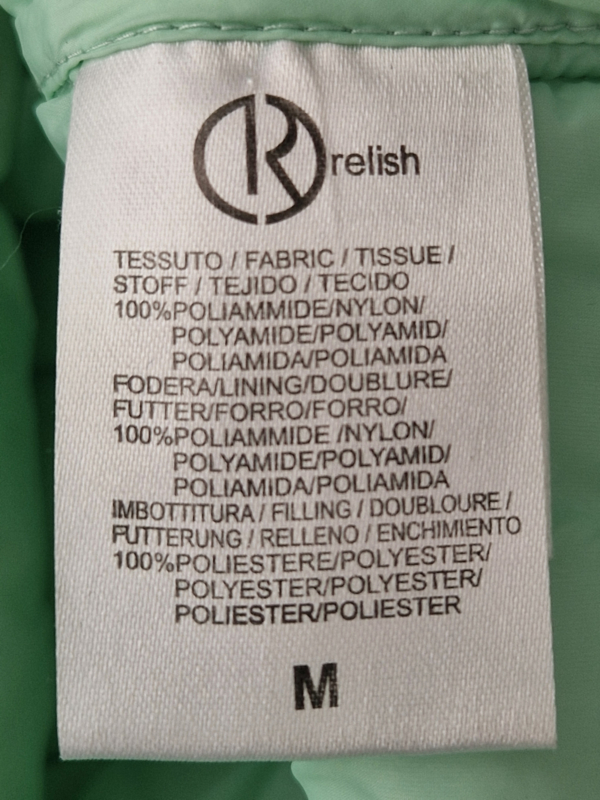 relish
TESSUTO / FABRIC / TISSUE /
STOFF / TEJIDO / TECIDO
100%POLIAMMIDE/NYLON/
POLYAMIDE/POLYAMID/
POLIAMIDA/POLIAMIDA
FODERA/LINING/DOUBLURE/
FUTTER/FORRO/FORRO/
100%POLIAMMIDE /NYLON/
POLYAMIDE/POLYAMID/
POLIAMIDA/POLIAMIDA
IMBOTTITURA / FILLING / DOUBLOURE /
FUTTERUNG / RELLENO / ENCHIMIENTO
100%POLIESTERE/POLYESTER/
POLYESTER/POLYESTER/
POLIESTER/POLIESTER
M